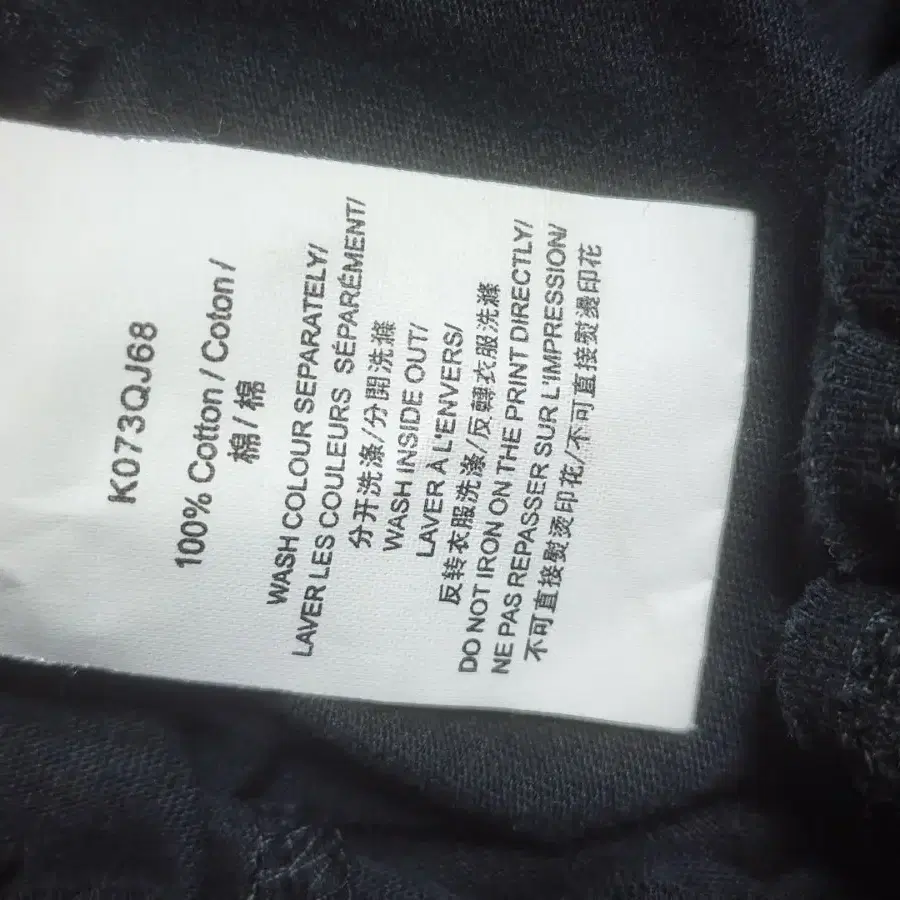 K073QJ68
100% Cotton / Coton /
棉 / 棉
WASH COLOUR SEPARATELY/
LAVER LES COULEURS SÉPARÉMENT/
分开洗涤/分開洗滌
WASH INSIDE OUT/
LAVER À L'ENVERS/
反转衣服洗涤/反轉衣服洗滌
DO NOT IRON ON THE PRINT DIRECTLY/
NE PAS REPASSER SUR L'IMPRESSION/
不可直接熨烫印花/不可直接熨燙印花